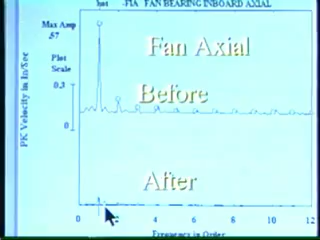 -FIA FAN BEARING INBOARD AXIAL
Max Amp
.57
Fan Axial
Plot
Scale
0.3
Before
0
PK Velocity in In/Sec
After
0 2 4 6 8 10 12
Frequency in Order